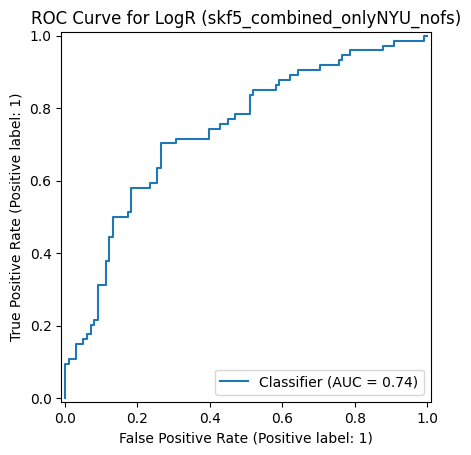 ROC Curve for LogR (skf5_combined_onlyNYU_nofs)
True Positive Rate (Positive label: 1)
1.0
0.8
0.6
0.4
0.2
0.0
Classifier (AUC = 0.74)
0.0 0.2 0.4 0.6 0.8 1.0
False Positive Rate (Positive label: 1)